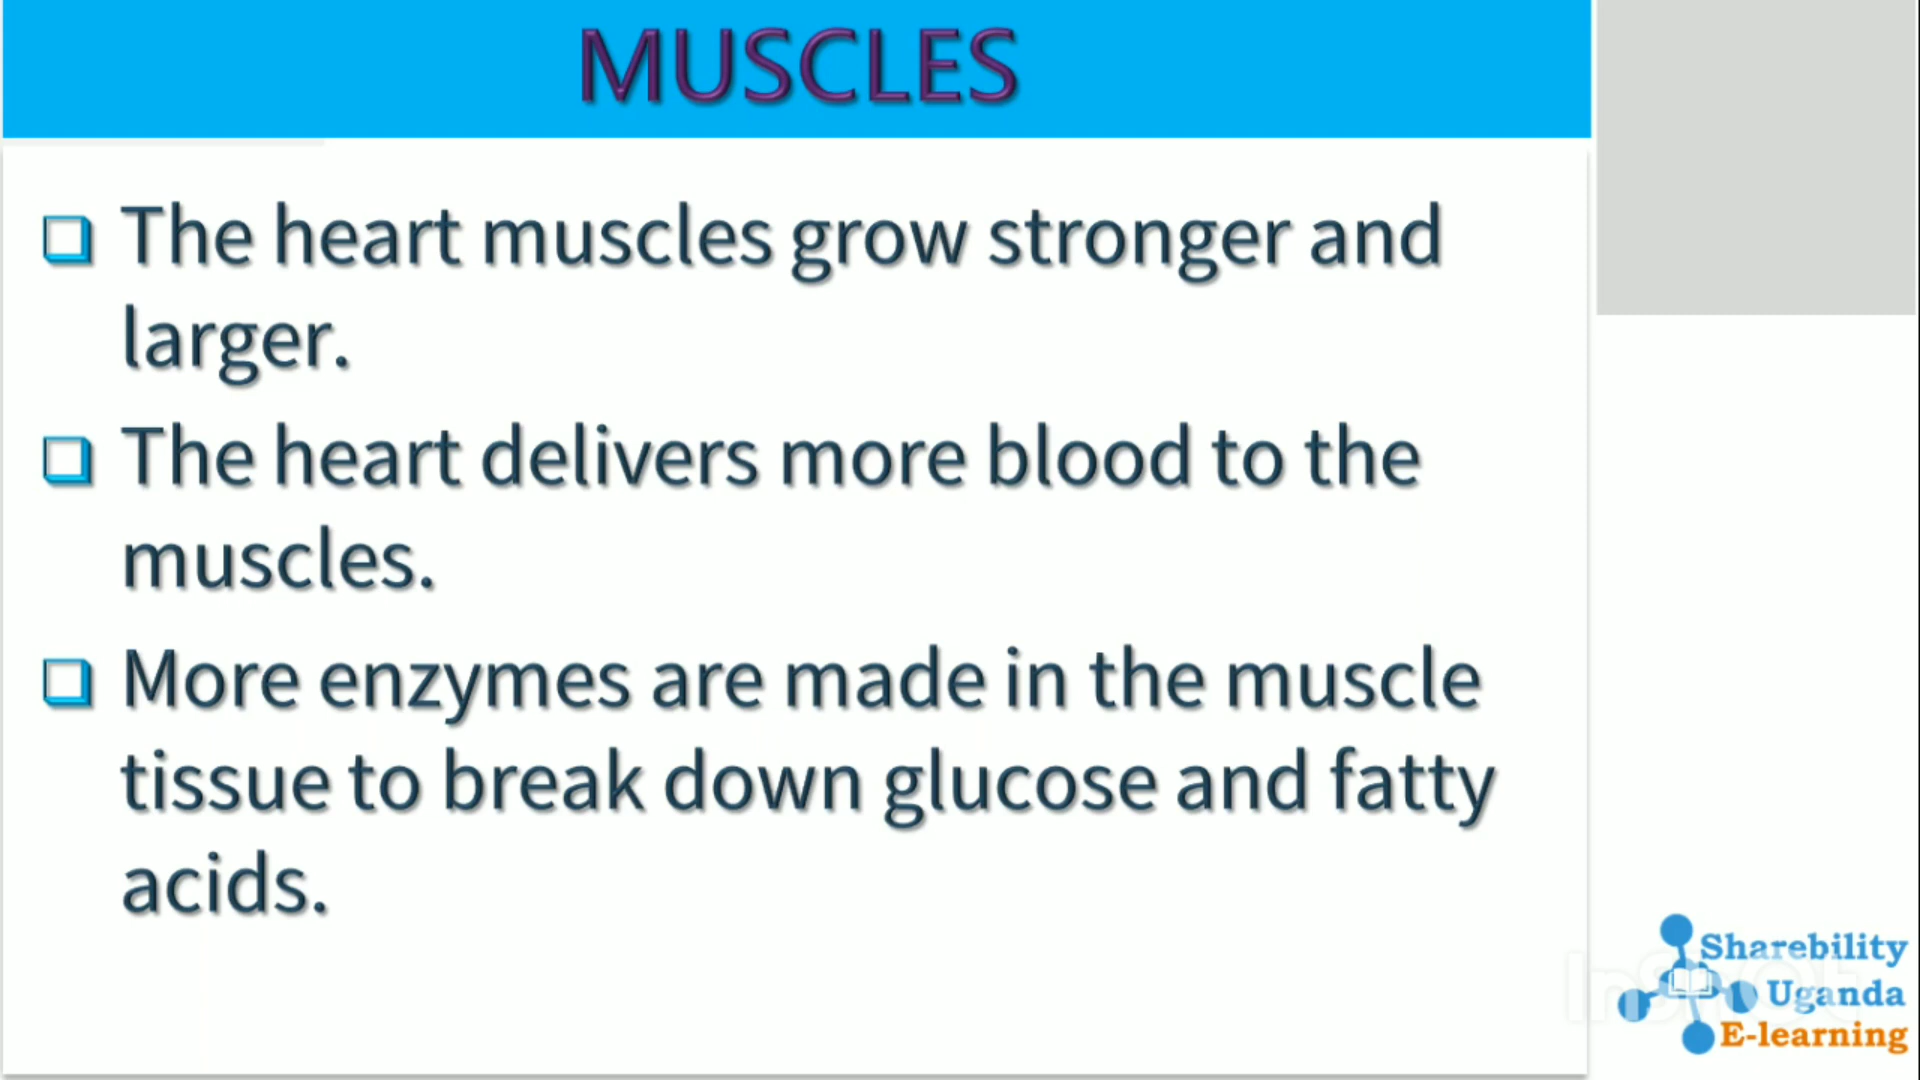 MUSCLES
The heart muscles grow stronger and
larger.
The heart delivers more blood to the
muscles.
More enzymes are made in the muscle
tissue to break down glucose and fatty
acids.
Sharebility
Uganda
E-learning
InShOt